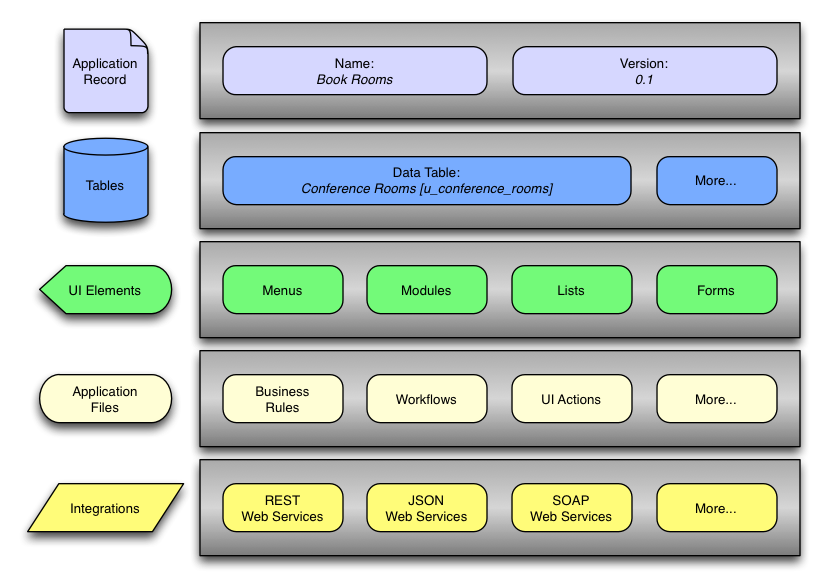 Application
Record
Name:
Book Rooms
Version:
0.1
Tables
Data Table:
Conference Rooms [u_conference_rooms]
More...
UI Elements
Menus
Modules
Lists
Forms
Application
Files
Business
Rules
Workflows
UI Actions
More...
Integrations
REST
Web Services
JSON
Web Services
SOAP
Web Services
More...